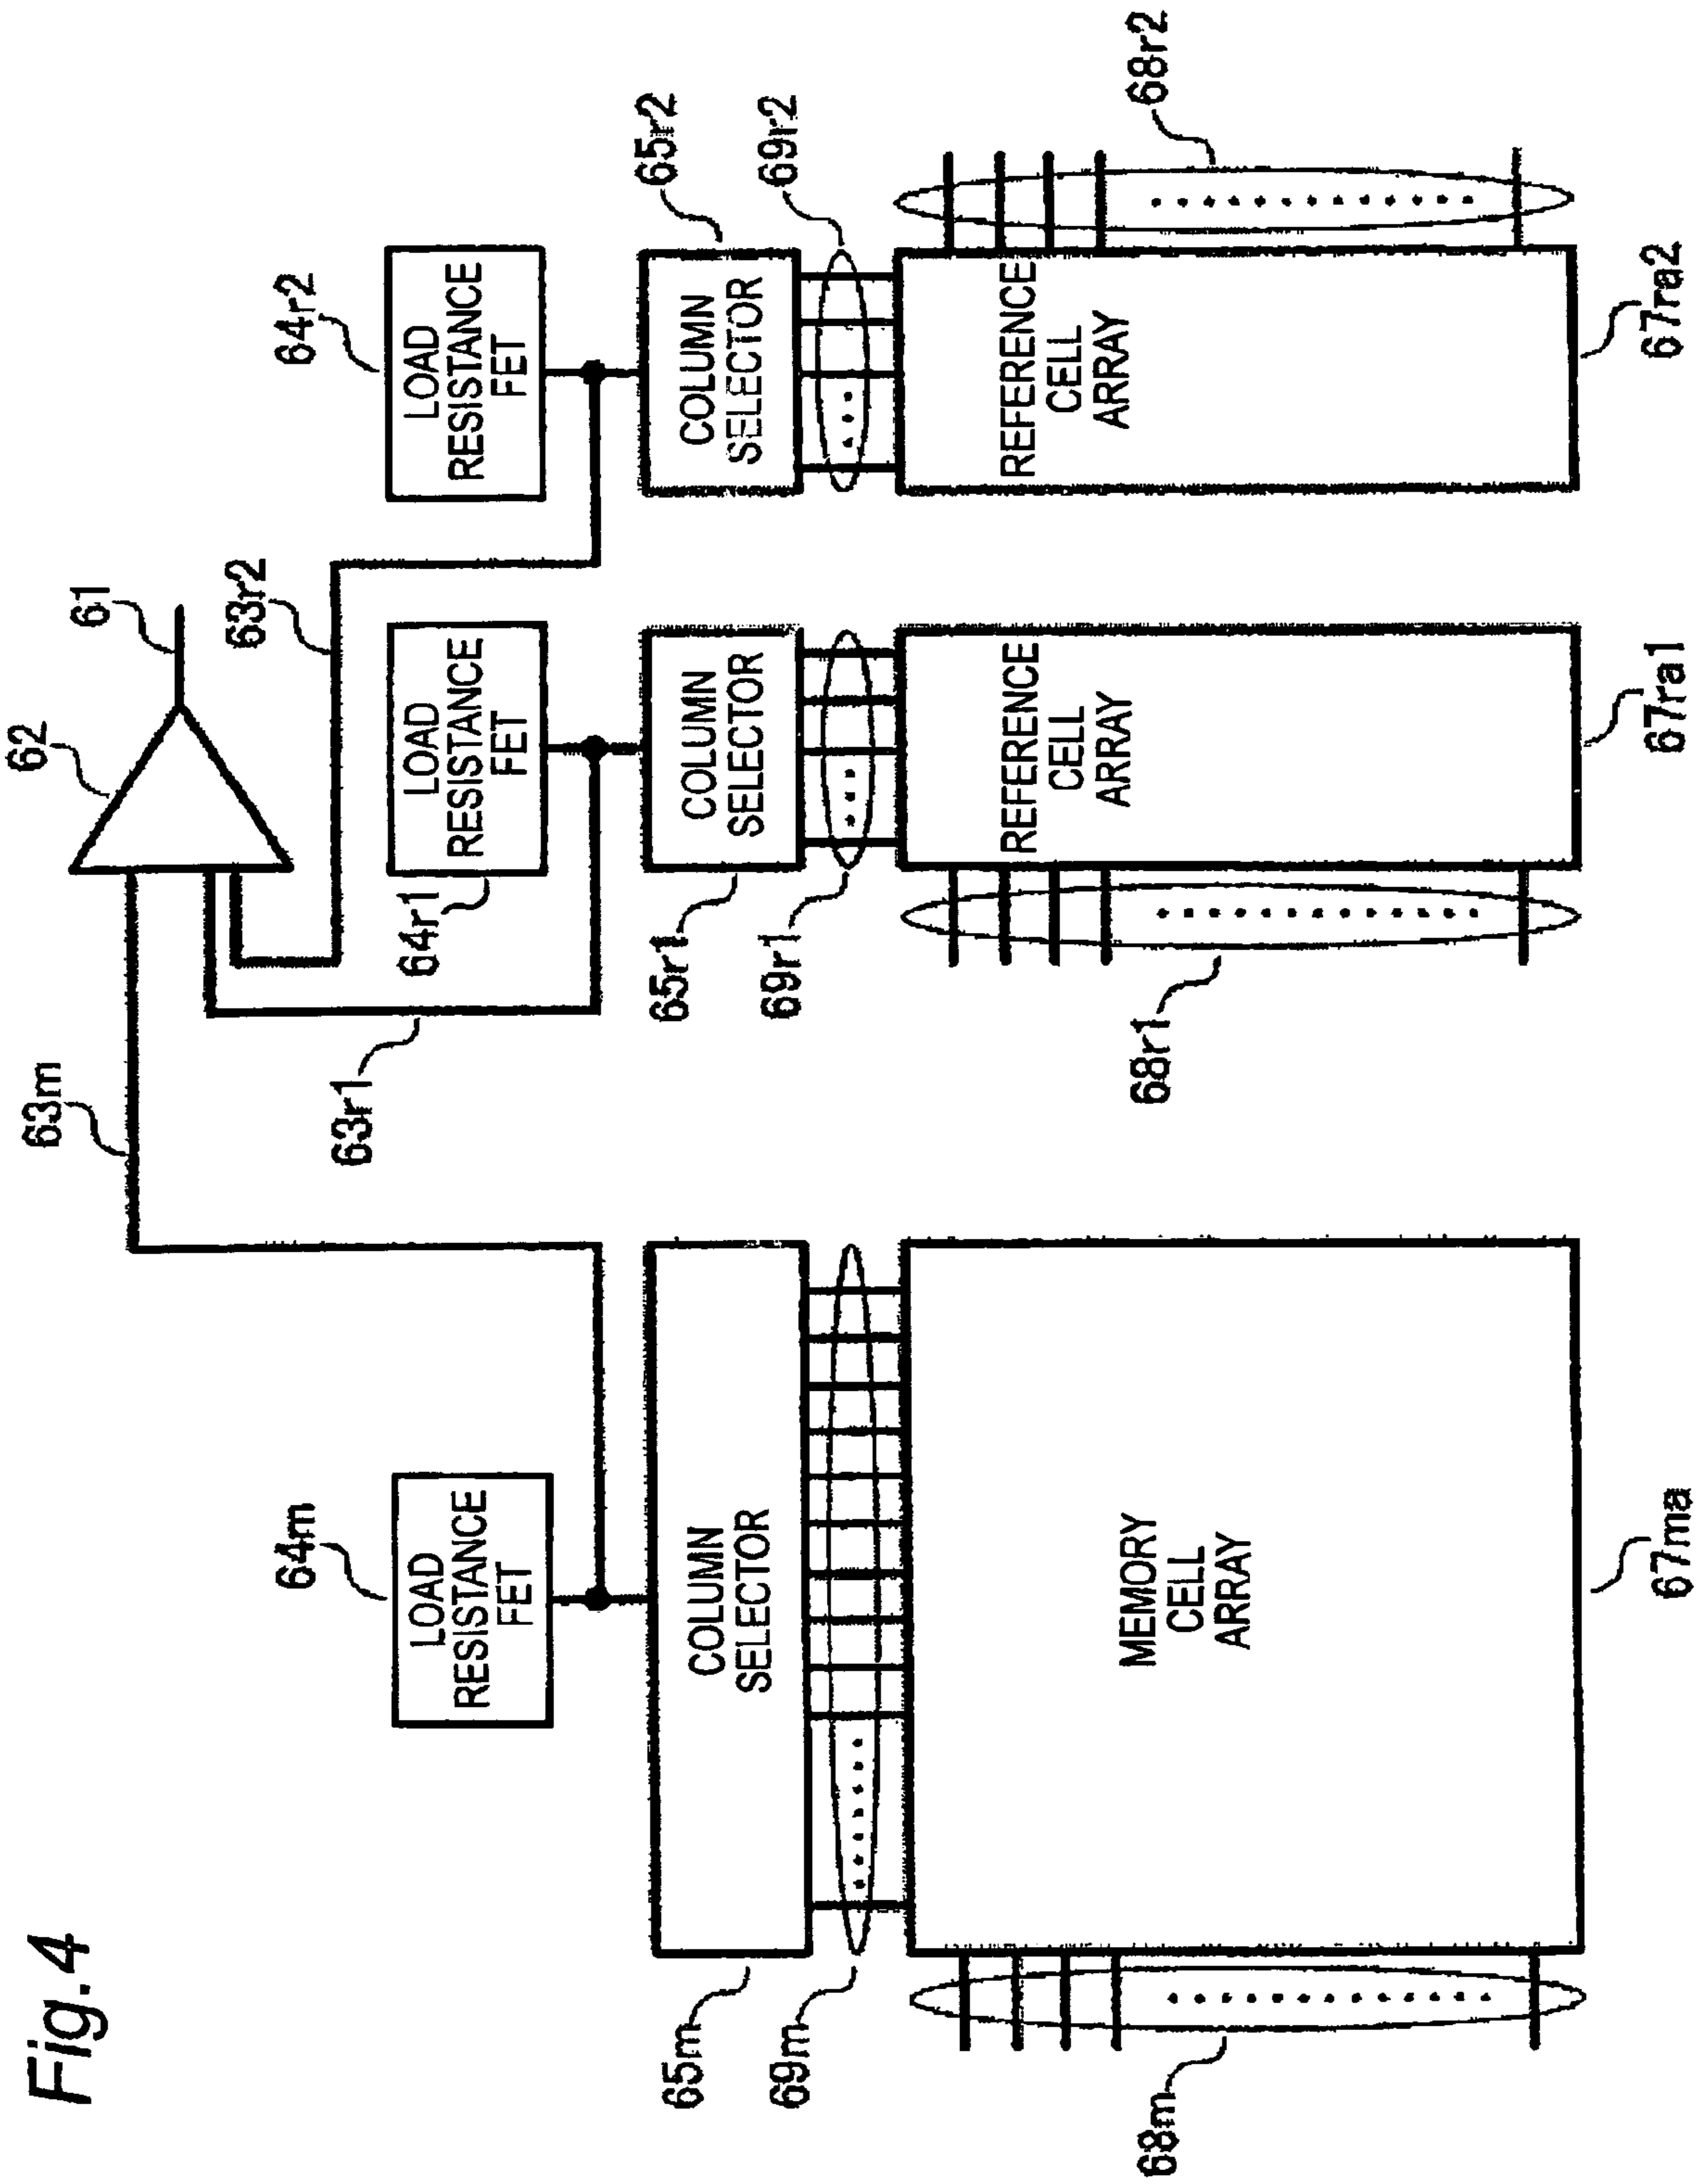 Fig.4
62
61
63m
63r2
64m
LOAD
RESISTANCE
FET
63r1
64r1
LOAD
RESISTANCE
FET
64r2
LOAD
RESISTANCE
FET
65m
COLUMN
SELECTOR
65r1
COLUMN
SELECTOR
65r2
COLUMN
SELECTOR
69m
69r1
69r2
68m
MEMORY
CELL
ARRAY
67ma
68r1
REFERENCE
CELL
ARRAY
67ra1
REFERENCE
CELL
ARRAY
68r2
67ra2